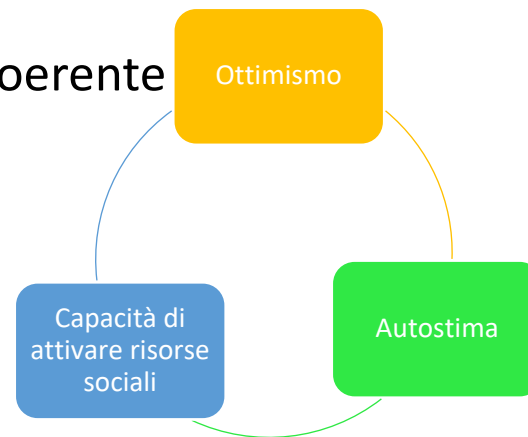 oerente
Ottimismo
Capacità di
attivare risorse
sociali
Autostima